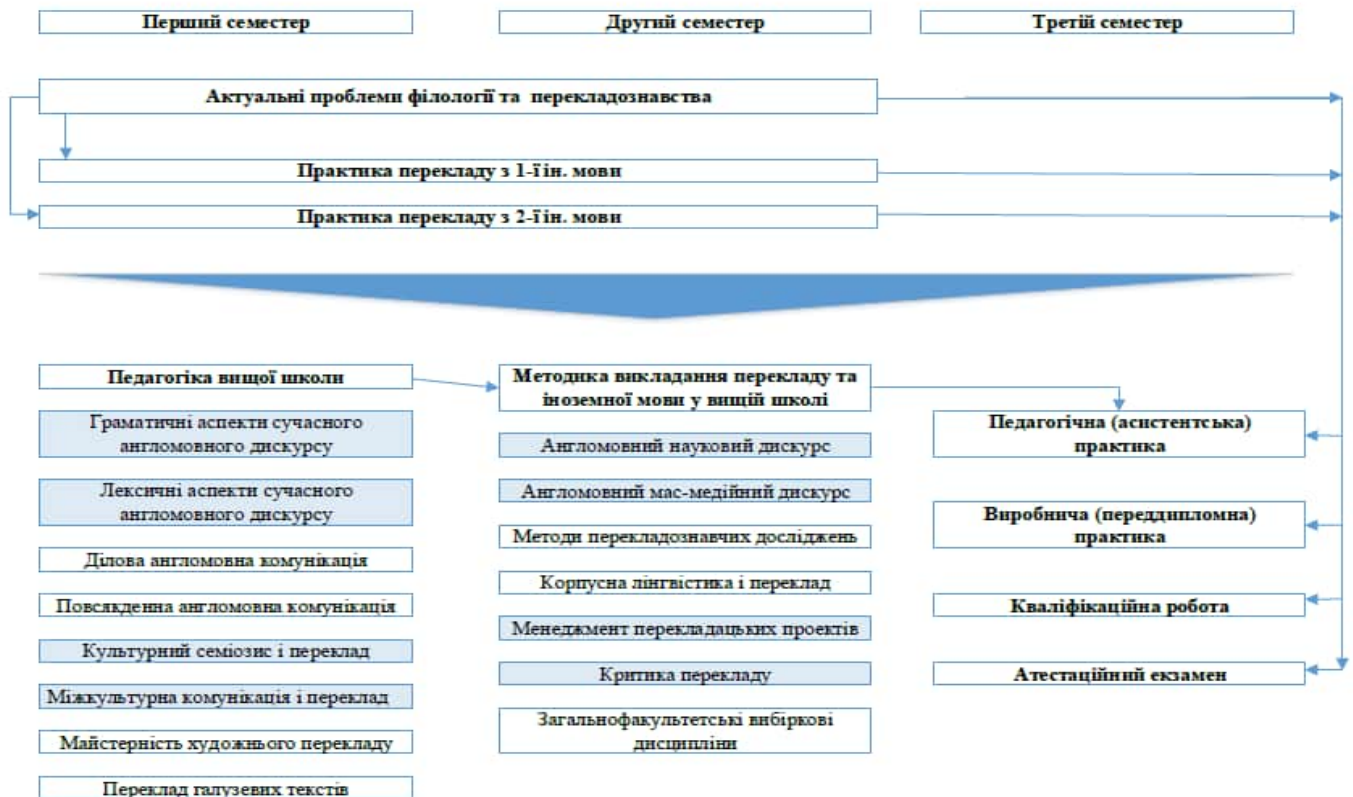 Перший семестр
Другий семестер
Третій семестер
Актуальні проблеми філології та перекладознавства
Практика перекладу з 1-ї ін. мови
Практика перекладу з 2-ї ін. мови
Педагогіка вищої школи
Граматичні аспекти сучасного
англомовного дискурсу
Лексичні аспекти сучасного
англомовного дискурсу
Ділова англомовна комунікація
Повсякденна англомовна комунікація
Культурний семіозис і переклад
Міжкультурна комунікація і переклад
Майстерність художнього перекладу
Переклад галузевих текстів
Методика викладання перекладу та
іноземної мови у вищій школі
Англомовний науковий дискурс
Англомовний мас-медійний дискурс
Методи перекладознавчих досліджень
Корпусна лінгвістика і переклад
Менеджмент перекладацьких проектів
Критика перекладу
Загальнофакультетські вибіркові
дисципліни
Педагогічна (асистентська)
практика
Виробнича (переддипломна)
практика
Кваліфікаційна робота
Атестаційний екзамен